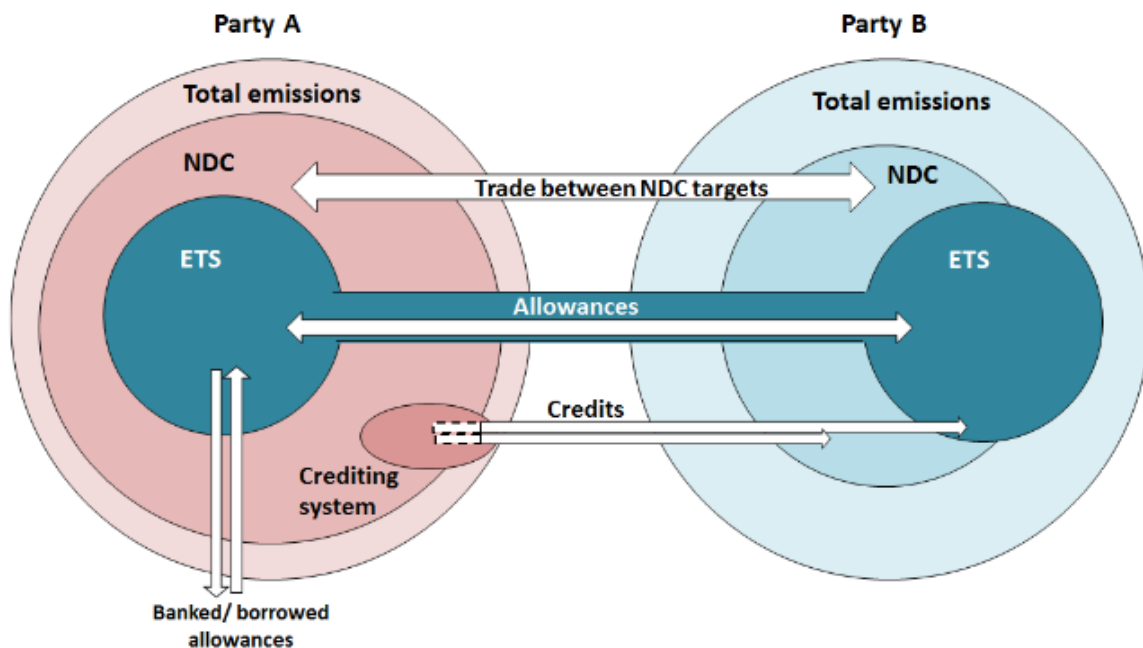 Party A
Party B
Total emissions
Total emissions
NDC
NDC
Trade between NDC targets
ETS
ETS
Allowances
Credits
Crediting
system
Banked/ borrowed
allowances